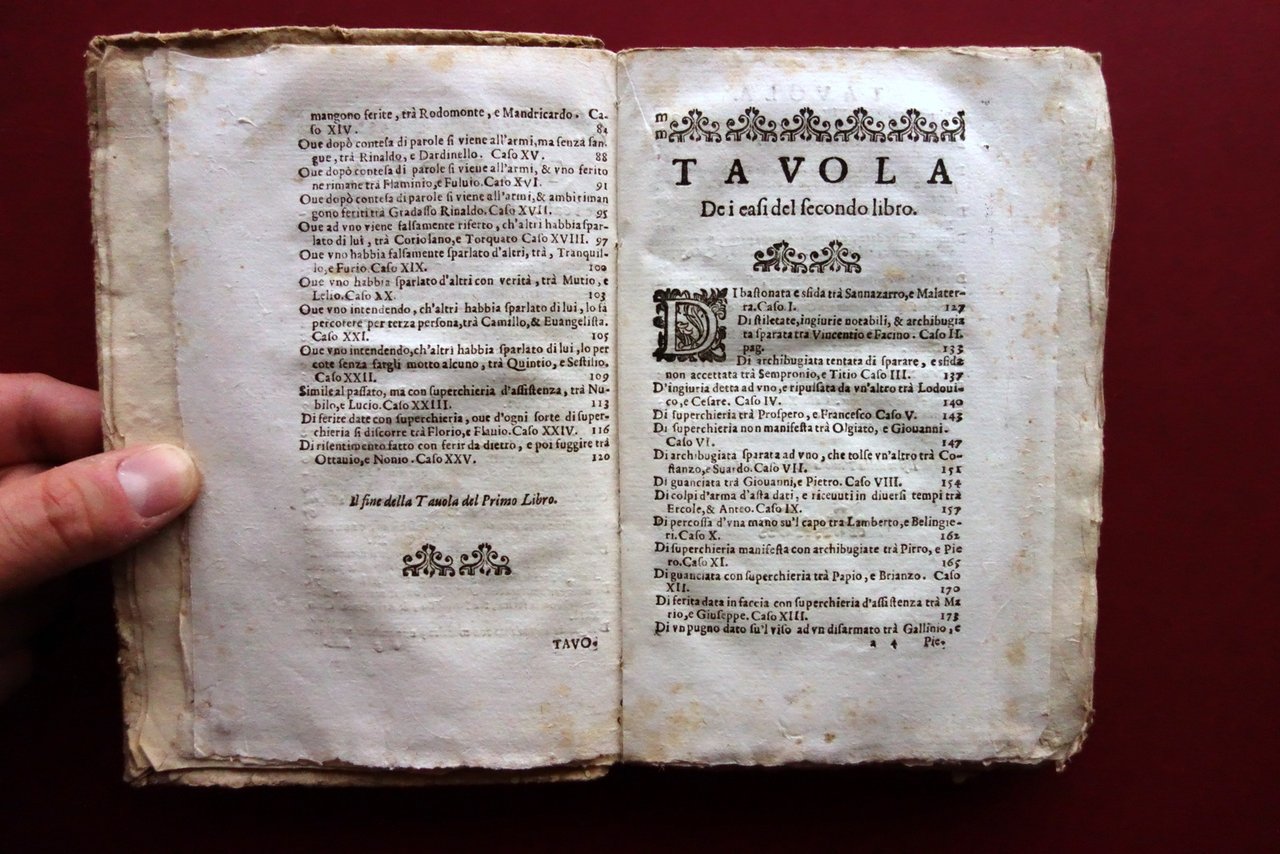 mangono ferite, trà Rodomonte, e Mandricardo. Ca-
so XIV. 84
Oue dopò contesa di parole si viene all'armi, ma senza san-
gue, trà Rinaldo, e Dardinello. Caso XV. 88
Oue dopò contesa di parole si viene all'armi, & vno ferito
ne rimane trà Flaminio, e Fuluio. Caso XVI. 91
Oue dopò contesa di parole si viene all'armi, & ambi riman
gono feriti trà Gradasso Rinaldo. Caso XVII. 95
Oue ad vno viene falsamente riferto, ch'altri habbia spar-
lato di lui, trà Coriolano, e Torquato Caso XVIII. 97
Oue vno habbia falsamente sparlato d'altri, trà, Tranquil-
lo, e Furio. Caso XIX. 100
Oue vno habbia sparlato d'altri con verità, trà Mutio, e
Lelio. Caso XX. 103
Oue vno intendendo, ch'altri habbia sparlato di lui, lo fà
percotere per terza persona, trà Camillo, & Euangelista.
Caso XXI. 105
Oue vno intendendo, ch'altri habbia sparlato di lui, lo per
cote senza fargli motto alcuno, trà Quintio, e Sestilio.
Caso XXII. 109
Simile al passato, ma con superchieria d'assistenza, trà Nu-
bilo, e Lucio. Caso XXIII. 113
Di ferite date con superchieria, oue d'ogni sorte di super-
chieria si discorre trà Florio, e Flauio. Caso XXIV. 116
Di risentimento fatto con ferir da dietro, e poi fuggire trà
Ottauio, e Nonio. Caso XXV. 120
Il fine della Tauola del Primo Libro.
TAVO-
TAVOLA
De i casi del secondo libro.
DI bastonata e sfida trà Sannazarro, e Malater-
ra. Caso I. 127
Di stiletate, ingiurie notabili, & archibugia
ta sparata tra Vincentio e Facino. Caso II.
pag. 133
Di archibugiata tentata di sparare, e sfida
non accettata trà Sempronio, e Titio Caso III. 137
D'ingiuria detta ad vno, e ripulsata da vn'altro trà Lodoui-
co, e Cesare. Caso IV. 140
Di superchieria trà Prospero, e Francesco Caso V. 143
Di superchieria non manifesta trà Olgiato, e Giouanni.
Caso VI. 147
Di archibugiata sparata ad vno, che tolse vn'altro trà Co-
stanzo, e Suardo. Caso VII. 151
Di guanciata trà Giouanni, e Pietro. Caso VIII. 154
Di colpi d'arma d'asta dati, e riceuuti in diuersi tempi trà
Ercole, & Anteo. Caso IX. 157
Di percossa d'vna mano su'l capo tra Lamberto, e Belingie-
ri. Caso X. 162
Di superchieria manifesta con archibugiate trà Pirro, e Pie
ro. Caso XI. 165
Di guanciata con superchieria trà Papio, e Brianzo. Caso
XII. 170
Di ferita data in faccia con superchieria d'assistenza trà Ma
rio, e Giuseppe. Caso XIII. 173
Di vn pugno dato su'l viso ad vn disarmato trà Gallinio, e
a 4 Pie-